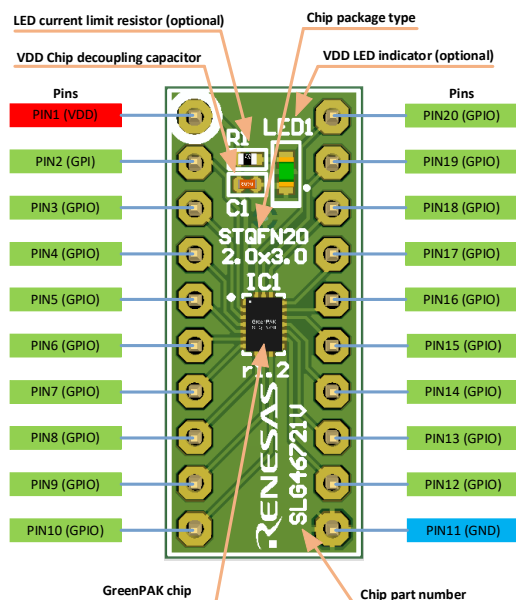 LED current limit resistor (optional)
Chip package type
VDD Chip decoupling capacitor
VDD LED indicator (optional)
Pins
Pins
PIN1 (VDD)
PIN20 (GPIO)
PIN2 (GPI)
PIN19 (GPIO)
PIN3 (GPIO)
PIN18 (GPIO)
PIN4 (GPIO)
PIN17 (GPIO)
PIN5 (GPIO)
PIN16 (GPIO)
PIN6 (GPIO)
PIN15 (GPIO)
PIN7 (GPIO)
PIN14 (GPIO)
PIN8 (GPIO)
PIN13 (GPIO)
PIN9 (GPIO)
PIN12 (GPIO)
PIN10 (GPIO)
PIN11 (GND)
R1
LED1
C1
STQFN20
2.0x3.0
IC1
GreenPAK
r1.2
RENESAS
SLG46721V
GreenPAK chip
Chip part number